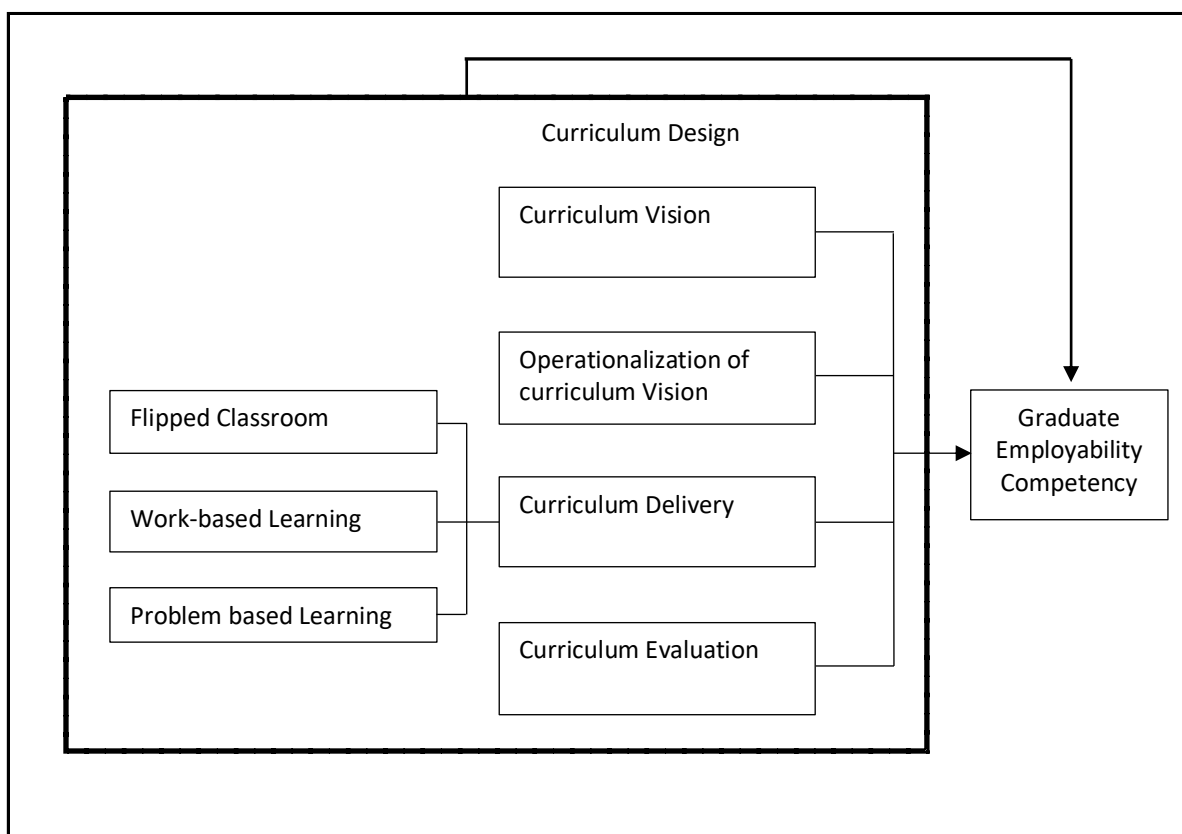 Curriculum Design
Curriculum Vision
Operationalization of
curriculum Vision
Flipped Classroom
Work-based Learning
Problem based Learning
Curriculum Delivery
Curriculum Evaluation
Graduate
Employability
Competency